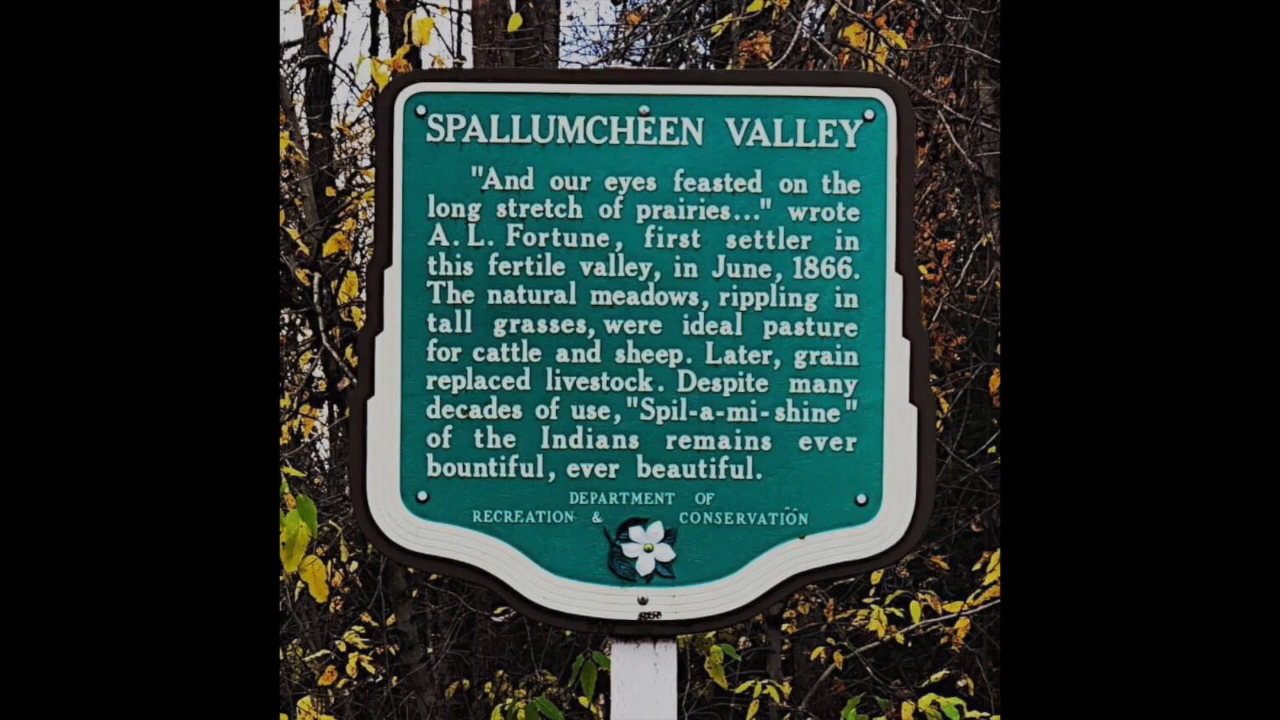 SPALLUMCHEEN VALLEY
"And our eyes feasted on the
long stretch of prairies..." wrote
A.L. Fortune, first settler in
this fertile valley, in June, 1866.
The natural meadows, rippling in
tall grasses, were ideal pasture
for cattle and sheep. Later, grain
replaced livestock. Despite many
decades of use, "Spil-a-mi-shine"
of the Indians remains ever
bountiful, ever beautiful.
DEPARTMENT OF
RECREATION & CONSERVATION